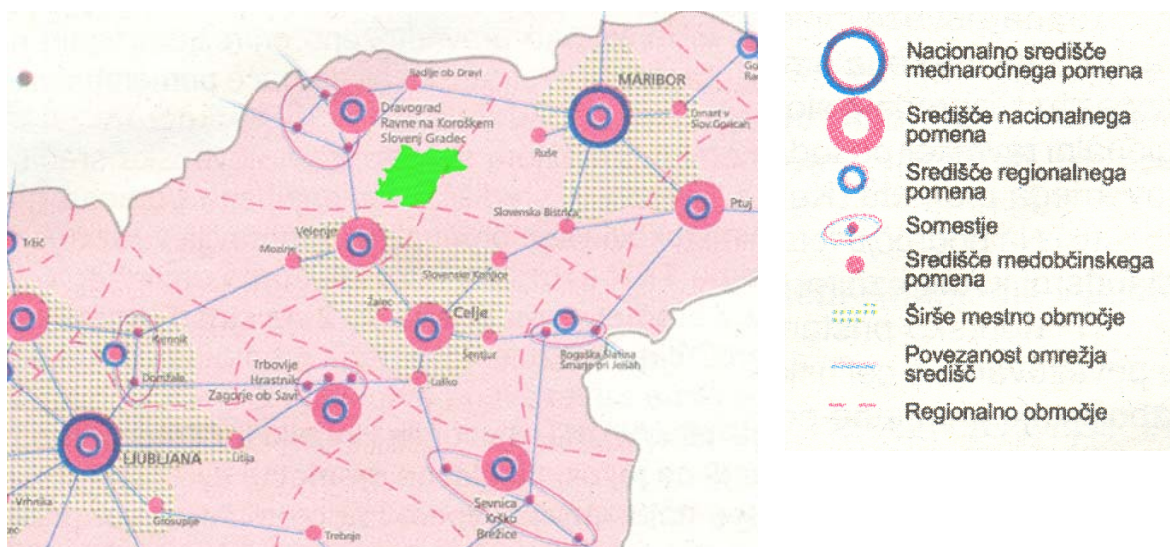 Radlje ob Dravi
MARIBOR
Dravograd
Ravne na Koroškem
Slovenj Gradec
Lenart v
Slov.Goricah
Ruše
Ptuj
Slovenska Bistrica
Velenje
Mozirje
Tržič
Slovenske Konjice
Žalec
Celje
Kamnik
Šentjur
Rogaška Slatina
Šmarje pri Jelšah
Trbovlje
Hrastnik
Zagorje ob Savi
Domžale
Laško
LJUBLJANA
Litija
Vrhnika
Grosuplje
Trebnje
Sevnica
Krško
Brežice
Nacionalno središče
mednarodnega pomena
Središče nacionalnega
pomena
Središče regionalnega
pomena
Somestje
Središče medobčinskega
pomena
Širše mestno območje
Povezanost omrežja
središč
Regionalno območje